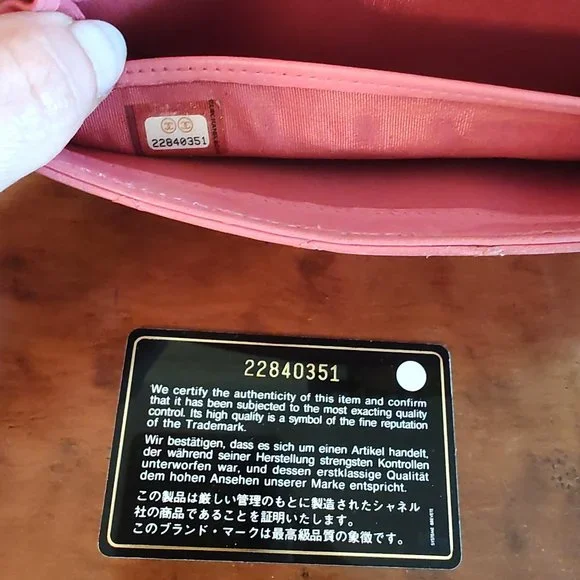 22840351
22840351
We certify the authenticity of this item and confirm
that it has been subjected to the most exacting quality
control. Its high quality is a symbol of the fine reputation
of the Trademark.
Wir bestätigen, dass es sich um einen Artikel handelt,
der während seiner Herstellung strengsten Kontrollen
unterworfen war, und dessen erstklassige Qualität
dem hohen Ansehen unserer Marke entspricht.
この製品は厳しい管理のもとに製造されたシャネル
社の商品であることを証明いたします。
このブランド・マークは最高級品質の象徴です。